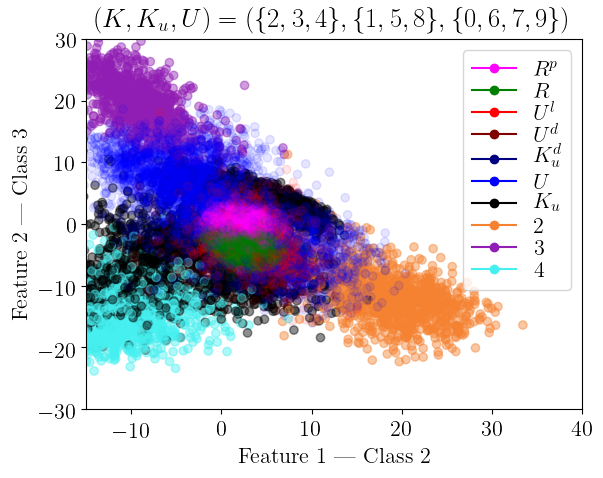 (K, K_u, U) = ({2, 3, 4}, {1, 5, 8}, {0, 6, 7, 9})
30
20
10
0
−10
−20
−30
Feature 2 — Class 3
R^p
R
U^l
U^d
K_u^d
U
K_u
2
3
4
−10
0
10
20
30
40
Feature 1 — Class 2